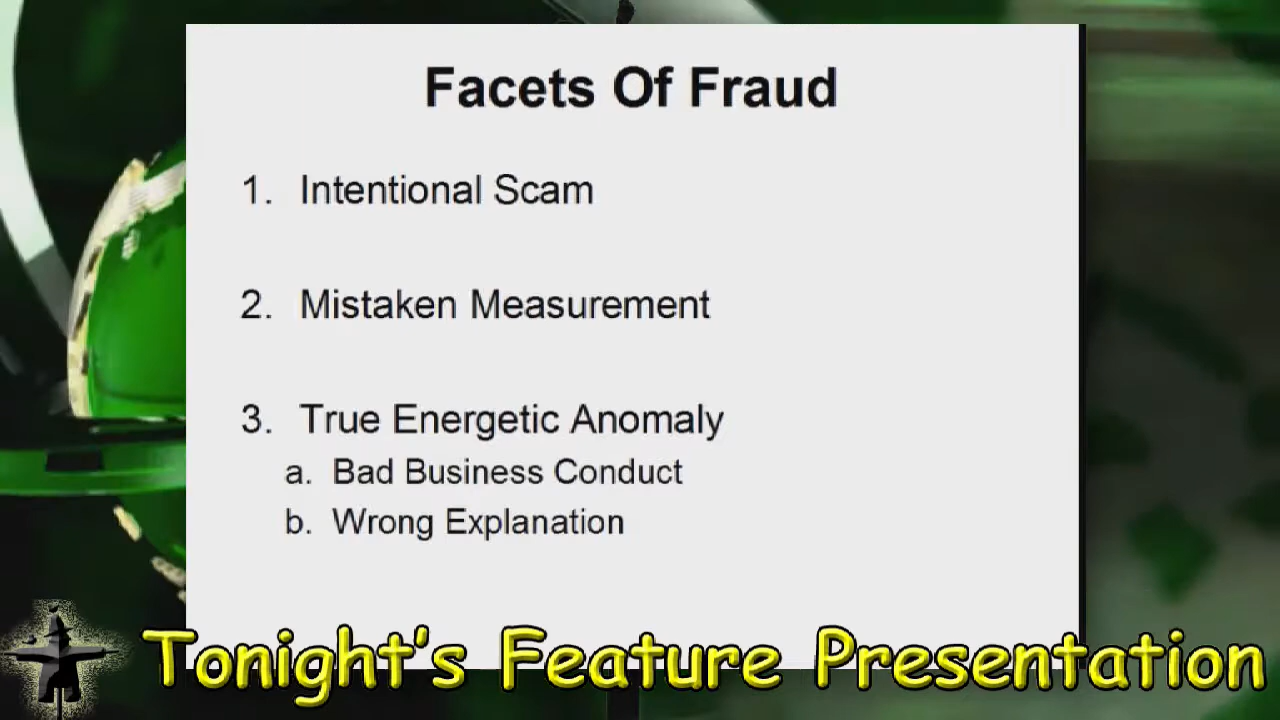 Facets Of Fraud
1. Intentional Scam
2. Mistaken Measurement
3. True Energetic Anomaly
a. Bad Business Conduct
b. Wrong Explanation
Tonight's Feature Presentation